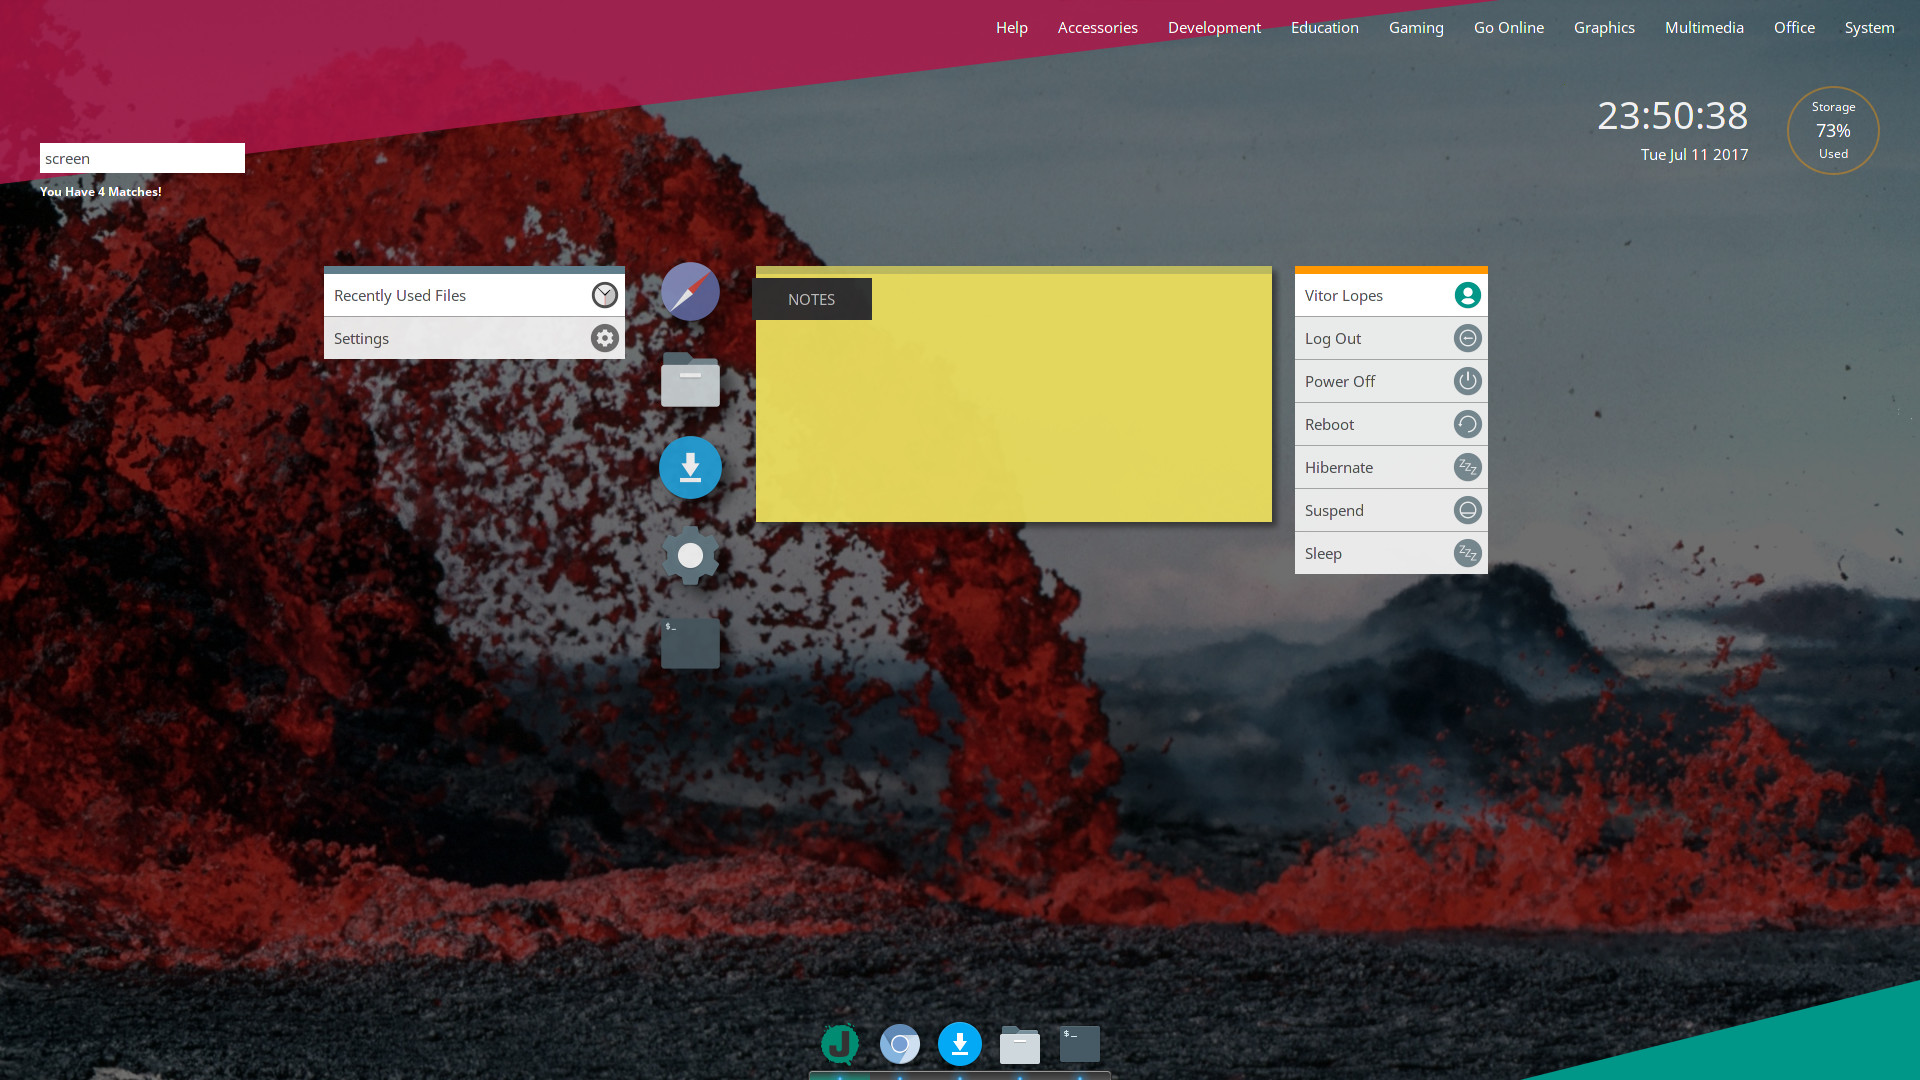 Help Accessories Development Education Gaming Go Online Graphics Multimedia Office System
23:50:38
Tue Jul 11 2017
Storage
73%
Used
screen
You Have 4 Matches!
Recently Used Files
Settings
$_
NOTES
Vitor Lopes
Log Out
Power Off
Reboot
Hibernate
Suspend
Sleep
J
$_